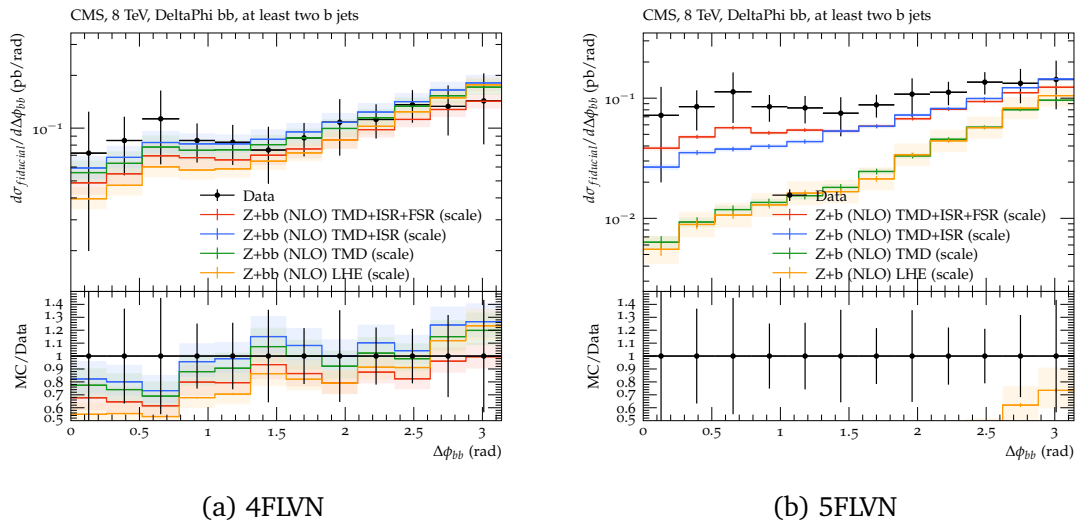 CMS, 8 TeV, DeltaPhi bb, at least two b jets
dσ_fiducial/dΔϕ_bb (pb/rad)
10⁻¹
Data
Z+bb (NLO) TMD+ISR+FSR (scale)
Z+bb (NLO) TMD+ISR (scale)
Z+bb (NLO) TMD (scale)
Z+bb (NLO) LHE (scale)
MC/Data
1.4
1.3
1.2
1.1
1
0.9
0.8
0.7
0.6
0.5
0 0.5 1 1.5 2 2.5 3
Δϕ_bb (rad)
(a) 4FLVN
CMS, 8 TeV, DeltaPhi bb, at least two b jets
dσ_fiducial/dΔϕ_bb (pb/rad)
10⁻¹
10⁻²
Data
Z+b (NLO) TMD+ISR+FSR (scale)
Z+b (NLO) TMD+ISR (scale)
Z+b (NLO) TMD (scale)
Z+b (NLO) LHE (scale)
MC/Data
1.4
1.3
1.2
1.1
1
0.9
0.8
0.7
0.6
0.5
0 0.5 1 1.5 2 2.5 3
Δϕ_bb (rad)
(b) 5FLVN